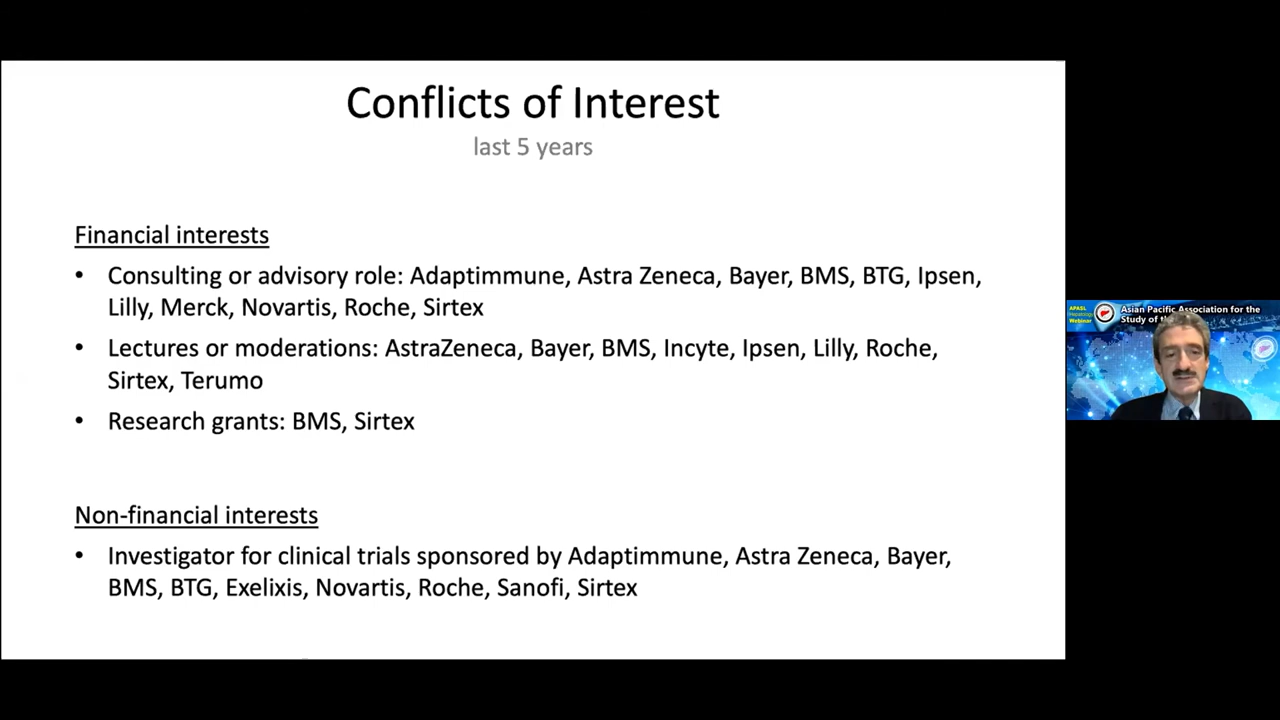 Conflicts of Interest
last 5 years
Financial interests
• Consulting or advisory role: Adaptimmune, Astra Zeneca, Bayer, BMS, BTG, Ipsen,
Lilly, Merck, Novartis, Roche, Sirtex
• Lectures or moderations: AstraZeneca, Bayer, BMS, Incyte, Ipsen, Lilly, Roche,
Sirtex, Terumo
• Research grants: BMS, Sirtex
Non-financial interests
• Investigator for clinical trials sponsored by Adaptimmune, Astra Zeneca, Bayer,
BMS, BTG, Exelixis, Novartis, Roche, Sanofi, Sirtex
APASL
Hepatology
Webinar
Asian Pacific Association for the
Study of the